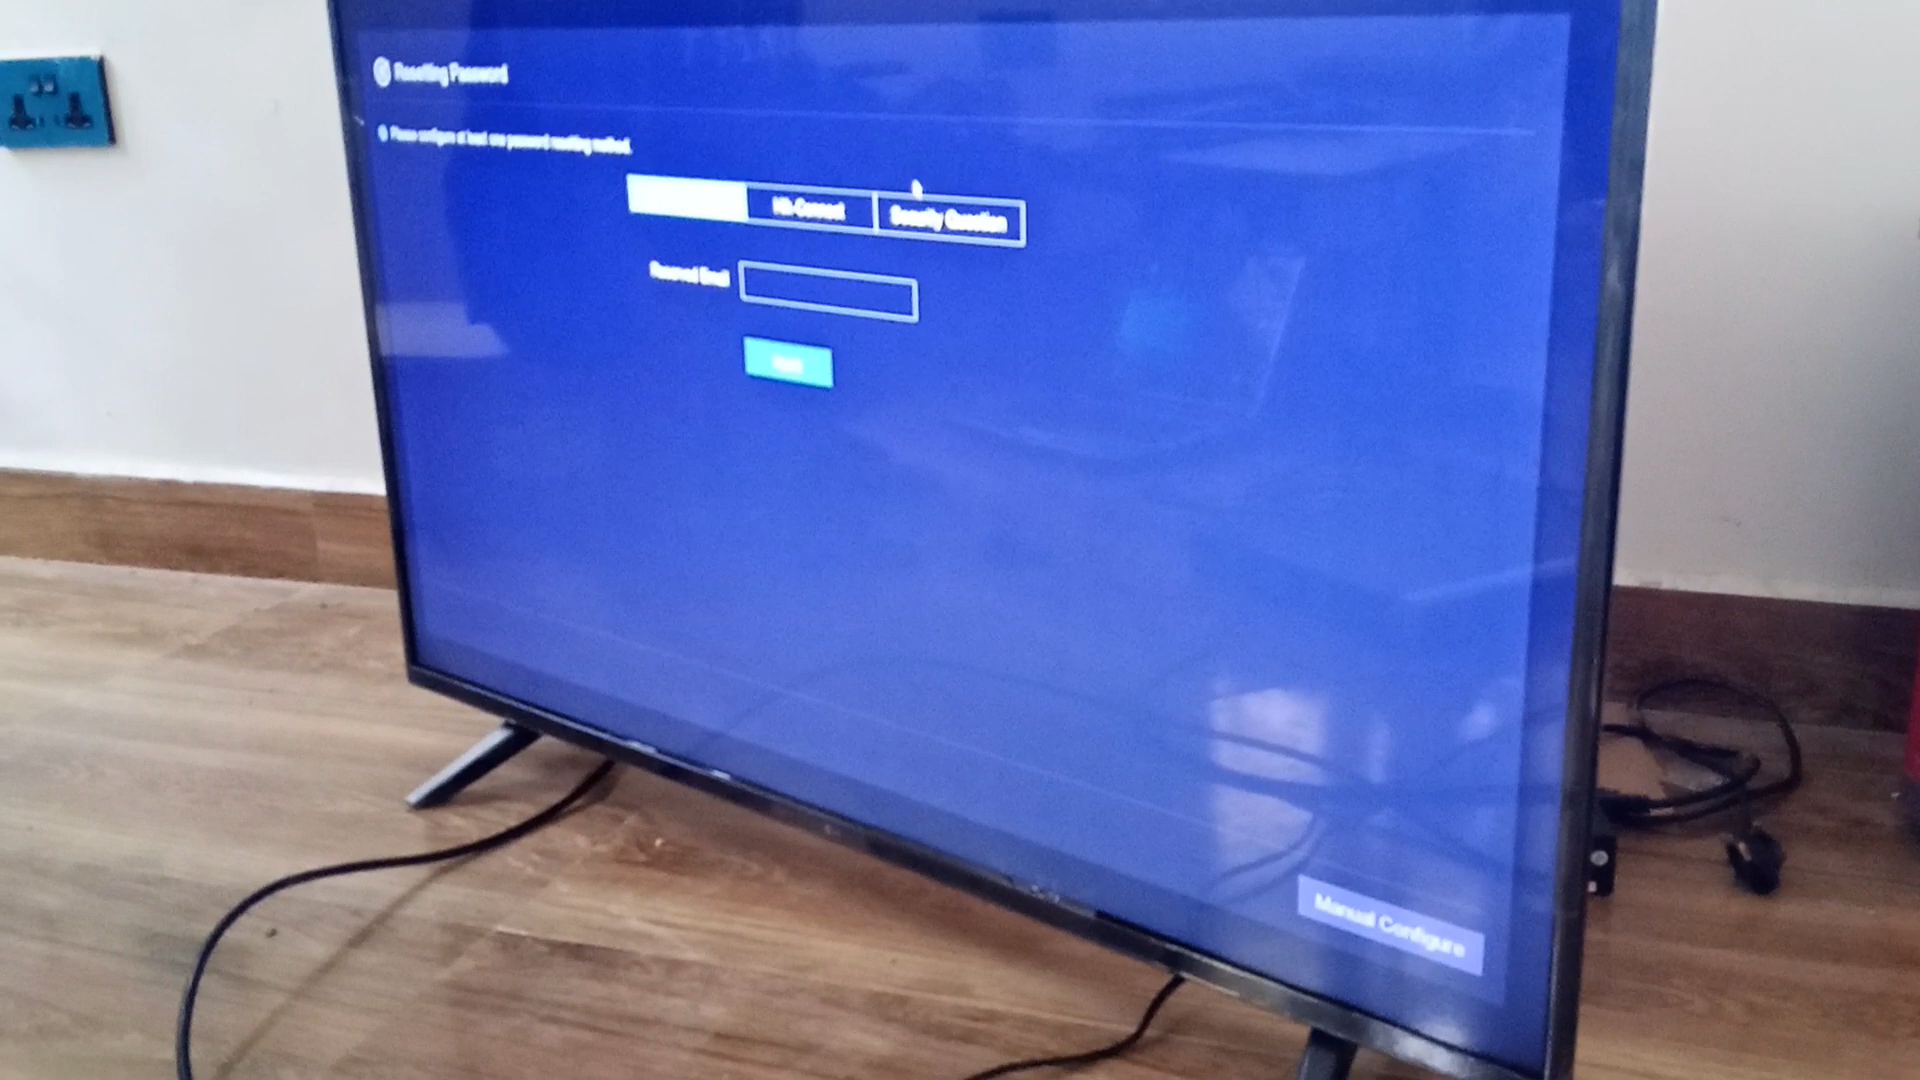 Resetting Password
Please configure at least one password resetting method.
Hik-Connect
Security Question
Reserved Email
Manual Configure